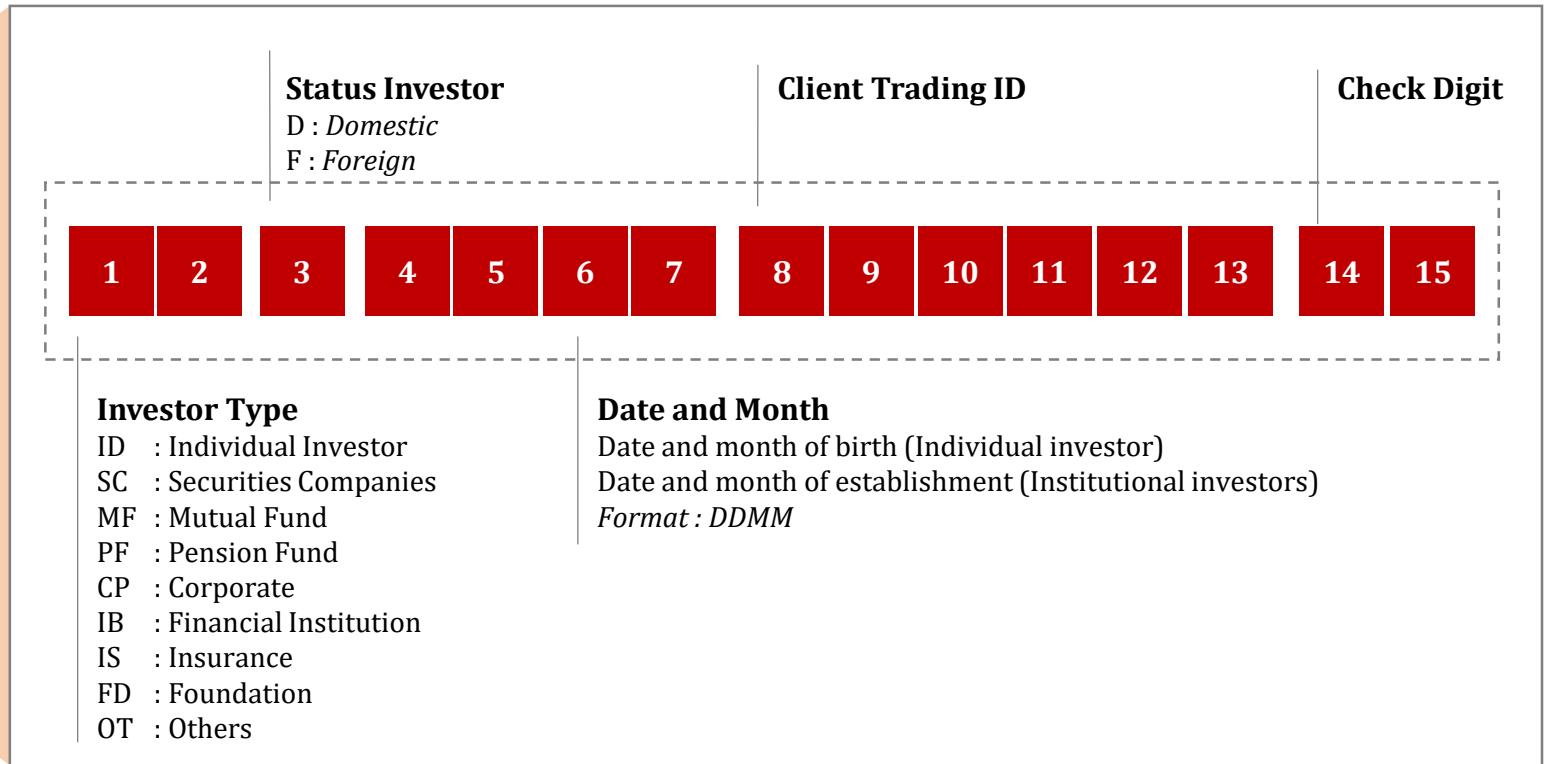 Status Investor
D : Domestic
F : Foreign
Client Trading ID
Check Digit
1 2 3 4 5 6 7 8 9 10 11 12 13 14 15
Investor Type
ID : Individual Investor
SC : Securities Companies
MF : Mutual Fund
PF : Pension Fund
CP : Corporate
IB : Financial Institution
IS : Insurance
FD : Foundation
OT : Others
Date and Month
Date and month of birth (Individual investor)
Date and month of establishment (Institutional investors)
Format : DDMM